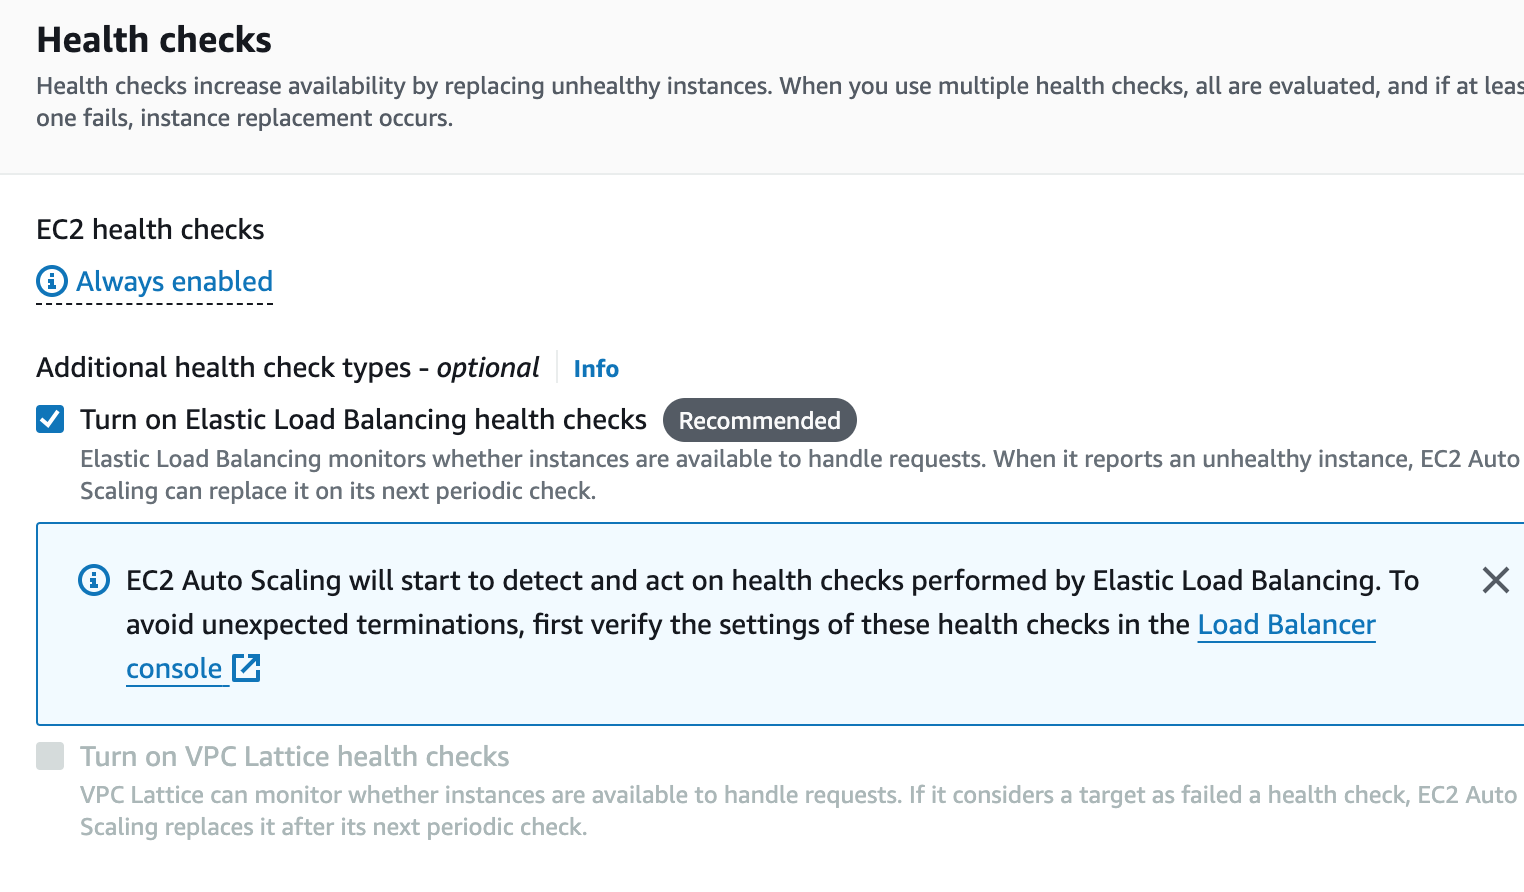 Health checks
Health checks increase availability by replacing unhealthy instances. When you use multiple health checks, all are evaluated, and if at leas
one fails, instance replacement occurs.
EC2 health checks
Always enabled
Additional health check types - optional Info
Turn on Elastic Load Balancing health checks Recommended
Elastic Load Balancing monitors whether instances are available to handle requests. When it reports an unhealthy instance, EC2 Auto
Scaling can replace it on its next periodic check.
EC2 Auto Scaling will start to detect and act on health checks performed by Elastic Load Balancing. To
avoid unexpected terminations, first verify the settings of these health checks in the Load Balancer
console
Turn on VPC Lattice health checks
VPC Lattice can monitor whether instances are available to handle requests. If it considers a target as failed a health check, EC2 Auto
Scaling replaces it after its next periodic check.